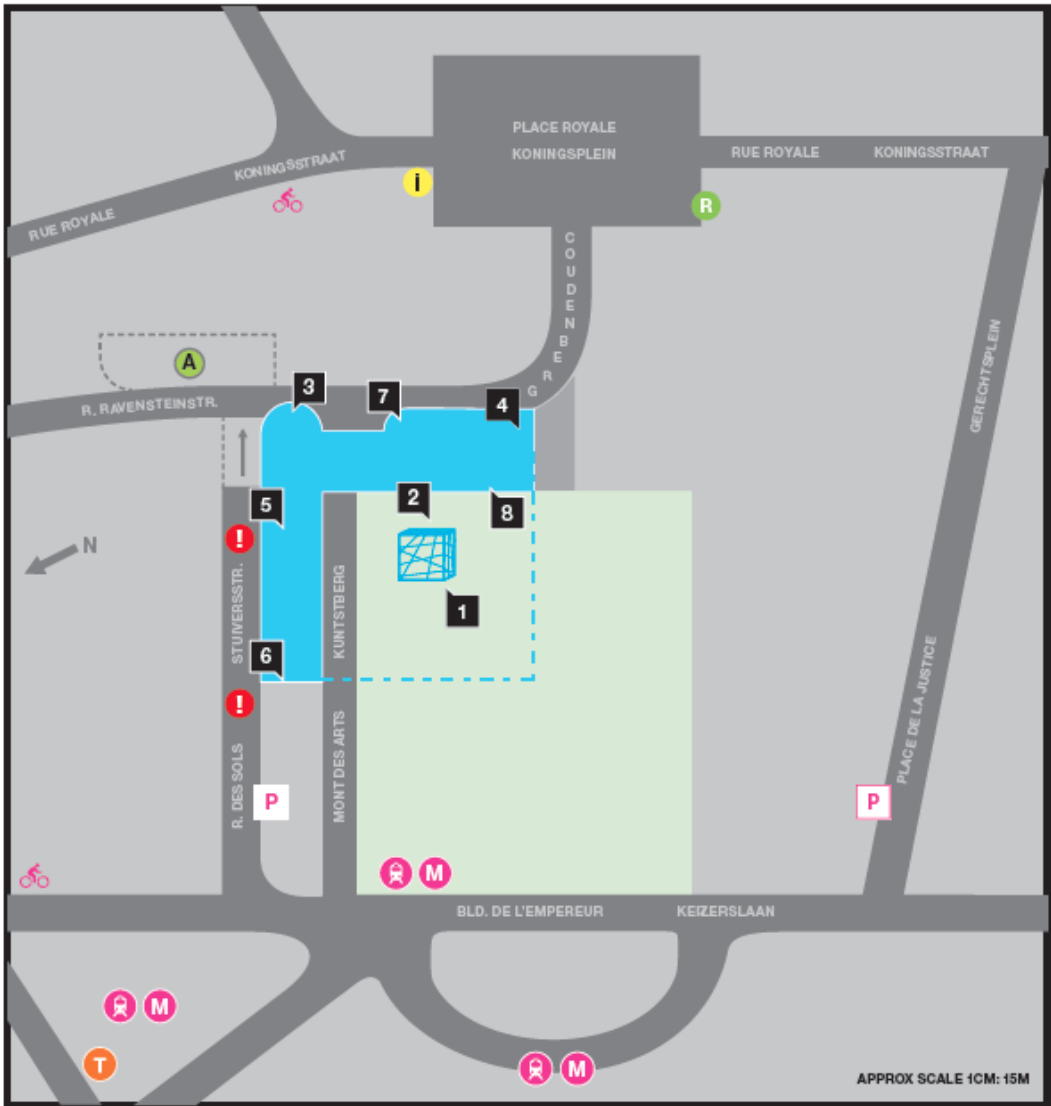 PLACE ROYALE
KONINGSPLEIN
RUE ROYALE KONINGSSTRAAT
KONINGSSTRAAT
RUE ROYALE
i
R
COUDENBERG
A
R. RAVENSTEINSTR.
3
7
4
GERECHTSPLEIN
5
2
8
!
N
STUIVERSSTR.
KUNTSTBERG
1
6
!
PLACE DE LA JUSTICE
R. DES SOLS
MONT DES ARTS
P
P
M
BLD. DE L'EMPEREUR KEIZERSLAAN
M
T
M
APPROX SCALE 1CM: 15M